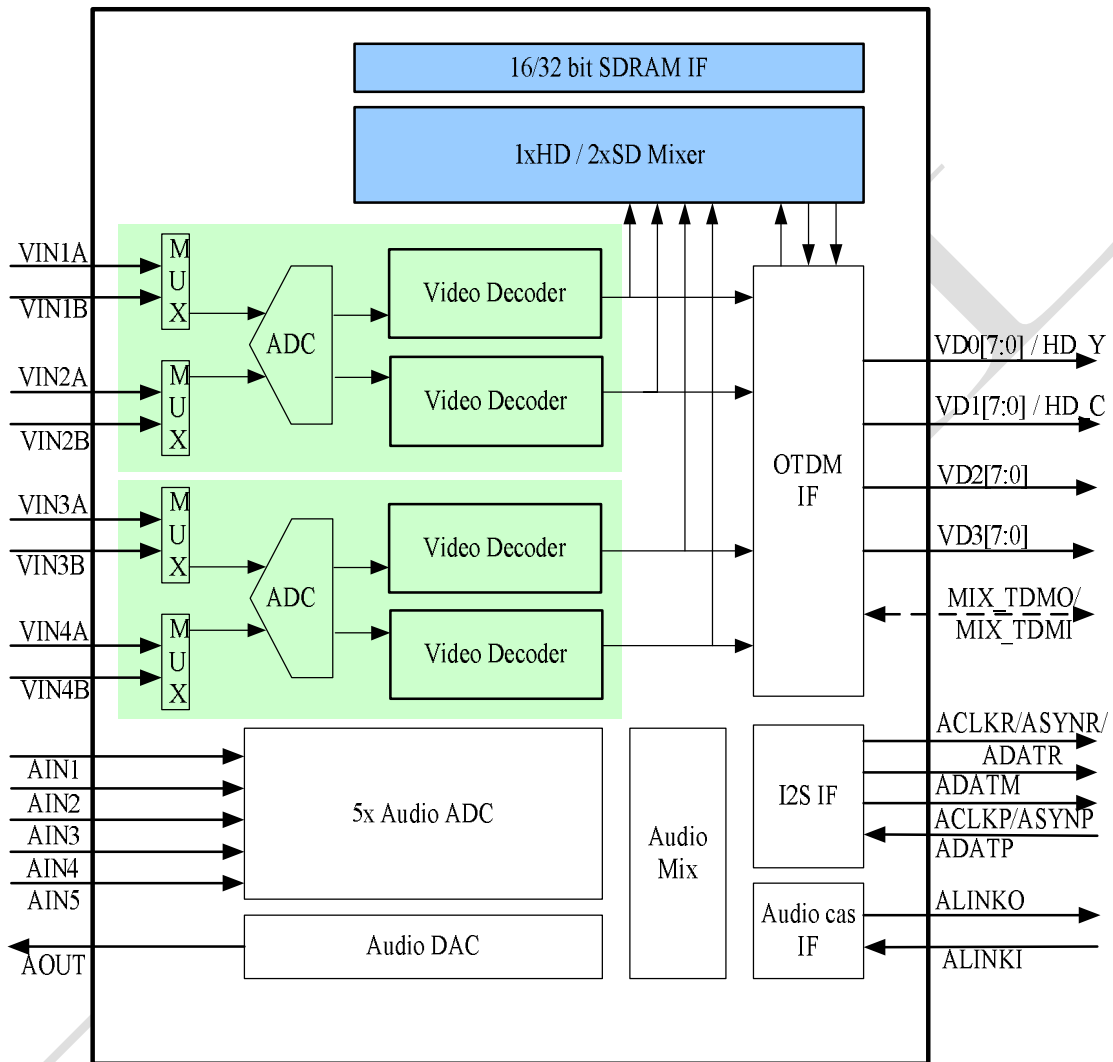 16/32 bit SDRAM IF
1xHD / 2xSD Mixer
VIN1A
VIN1B
M
U
X
ADC
Video Decoder
VIN2A
VIN2B
M
U
X
Video Decoder
VIN3A
VIN3B
M
U
X
ADC
Video Decoder
VIN4A
VIN4B
M
U
X
Video Decoder
OTDM
IF
VD0[7:0] / HD_Y
VD1[7:0] / HD_C
VD2[7:0]
VD3[7:0]
MIX_TDMO/
MIX_TDMI
AIN1
AIN2
AIN3
AIN4
AIN5
5x Audio ADC
Audio
Mix
I2S IF
ACLKR/ASYNR/
ADATR
ADATM
ACLKP/ASYNP
ADATP
AOUT
Audio DAC
Audio cas
IF
ALINKO
ALINKI